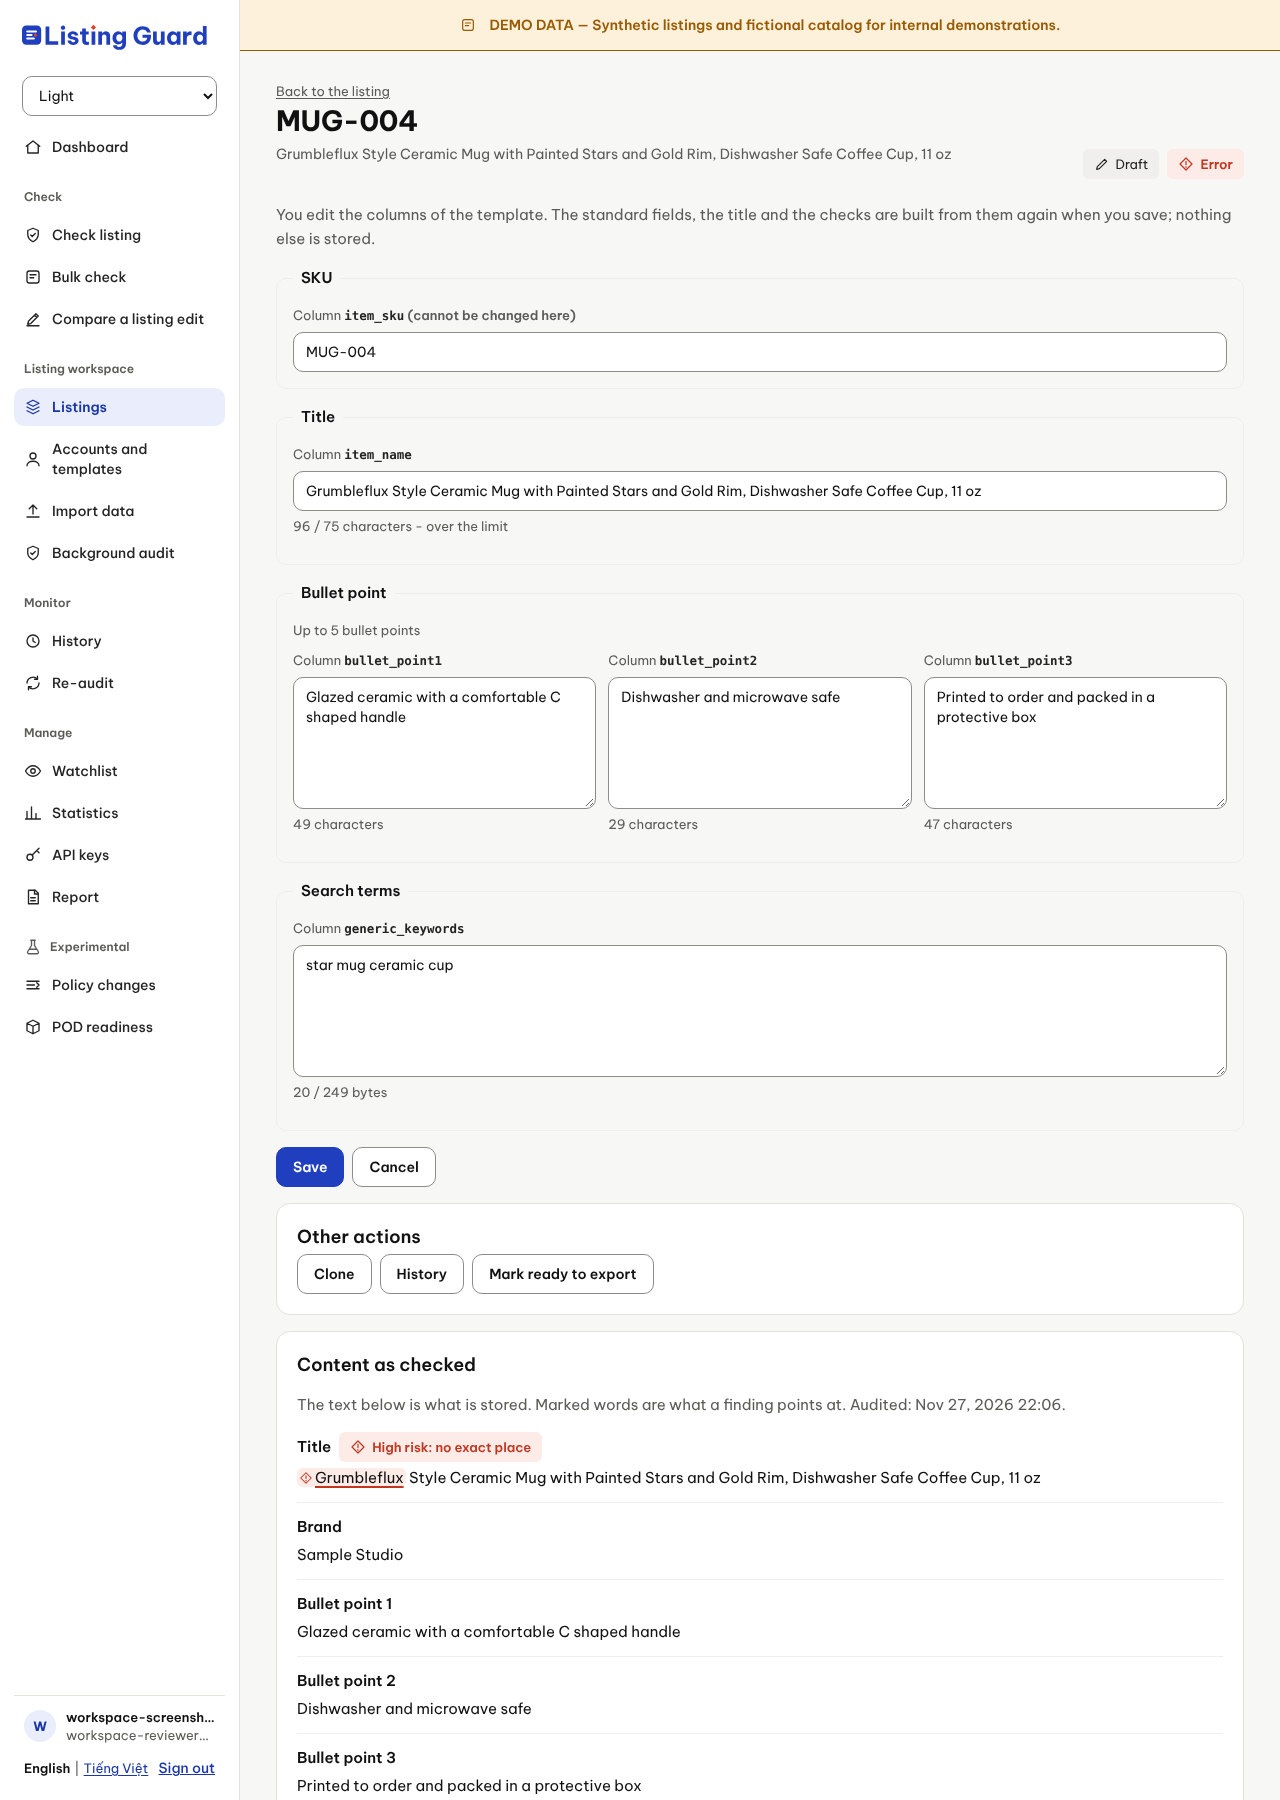 Listing Guard
Light
Dashboard
Check
Check listing
Bulk check
Compare a listing edit
Listing workspace
Listings
Accounts and
templates
Import data
Background audit
Monitor
History
Re-audit
Manage
Watchlist
Statistics
API keys
Report
Experimental
Policy changes
POD readiness
W
workspace-screensh...
workspace-reviewer...
English | Tiếng Việt Sign out
DEMO DATA — Synthetic listings and fictional catalog for internal demonstrations.
Back to the listing
MUG-004
Grumbleflux Style Ceramic Mug with Painted Stars and Gold Rim, Dishwasher Safe Coffee Cup, 11 oz
Draft
Error
You edit the columns of the template. The standard fields, the title and the checks are built from them again when you save; nothing
else is stored.
SKU
Column item_sku (cannot be changed here)
MUG-004
Title
Column item_name
Grumbleflux Style Ceramic Mug with Painted Stars and Gold Rim, Dishwasher Safe Coffee Cup, 11 oz
96 / 75 characters - over the limit
Bullet point
Up to 5 bullet points
Column bullet_point1
Glazed ceramic with a comfortable C
shaped handle
49 characters
Column bullet_point2
Dishwasher and microwave safe
29 characters
Column bullet_point3
Printed to order and packed in a
protective box
47 characters
Search terms
Column generic_keywords
star mug ceramic cup
20 / 249 bytes
Save
Cancel
Other actions
Clone
History
Mark ready to export
Content as checked
The text below is what is stored. Marked words are what a finding points at. Audited: Nov 27, 2026 22:06.
Title
High risk: no exact place
Grumbleflux Style Ceramic Mug with Painted Stars and Gold Rim, Dishwasher Safe Coffee Cup, 11 oz
Brand
Sample Studio
Bullet point 1
Glazed ceramic with a comfortable C shaped handle
Bullet point 2
Dishwasher and microwave safe
Bullet point 3
Printed to order and packed in a protective box